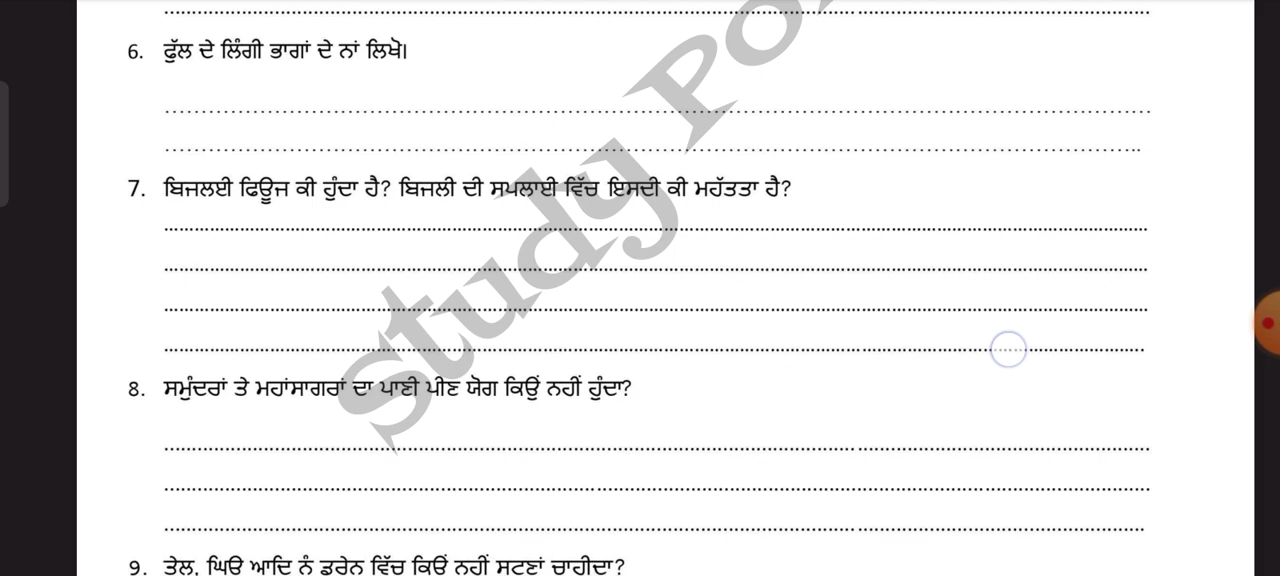 6. ਫੁੱਲ ਦੇ ਲਿੰਗੀ ਭਾਗਾਂ ਦੇ ਨਾਂ ਲਿਖੋ।
7. ਬਿਜਲਈ ਫਿਊਜ ਕੀ ਹੁੰਦਾ ਹੈ? ਬਿਜਲੀ ਦੀ ਸਪਲਾਈ ਵਿੱਚ ਇਸਦੀ ਕੀ ਮਹੱਤਤਾ ਹੈ?
8. ਸਮੁੰਦਰਾਂ ਤੇ ਮਹਾਂਸਾਗਰਾਂ ਦਾ ਪਾਣੀ ਪੀਣ ਯੋਗ ਕਿਉਂ ਨਹੀਂ ਹੁੰਦਾ?
9. ਤੇਲ, ਘਿਓ ਆਦਿ ਨੂੰ ਡਰੇਨ ਵਿੱਚ ਕਿਓਂ ਨਹੀਂ ਸਟਣਾਂ ਚਾਹੀਦਾ?
Study Po